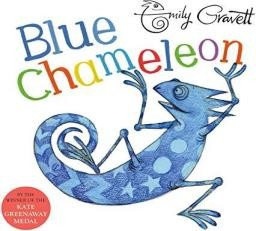 Emily Gravett
Blue
Chameleon
BY THE
WINNER OF THE
KATE
GREENAWAY
MEDAL